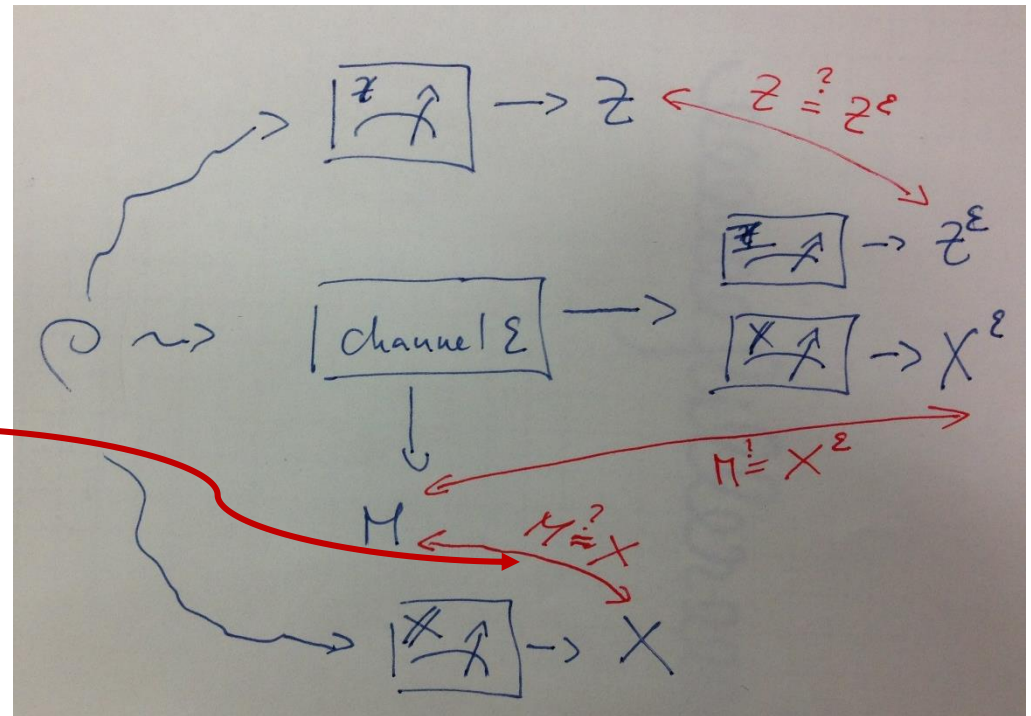 Z → Z
Z ≟ Z^ε
Z → Z^ε
ρ ~> channel ε →
X → X^ε
M ≟ X^ε
M
M ≟ X
X → X